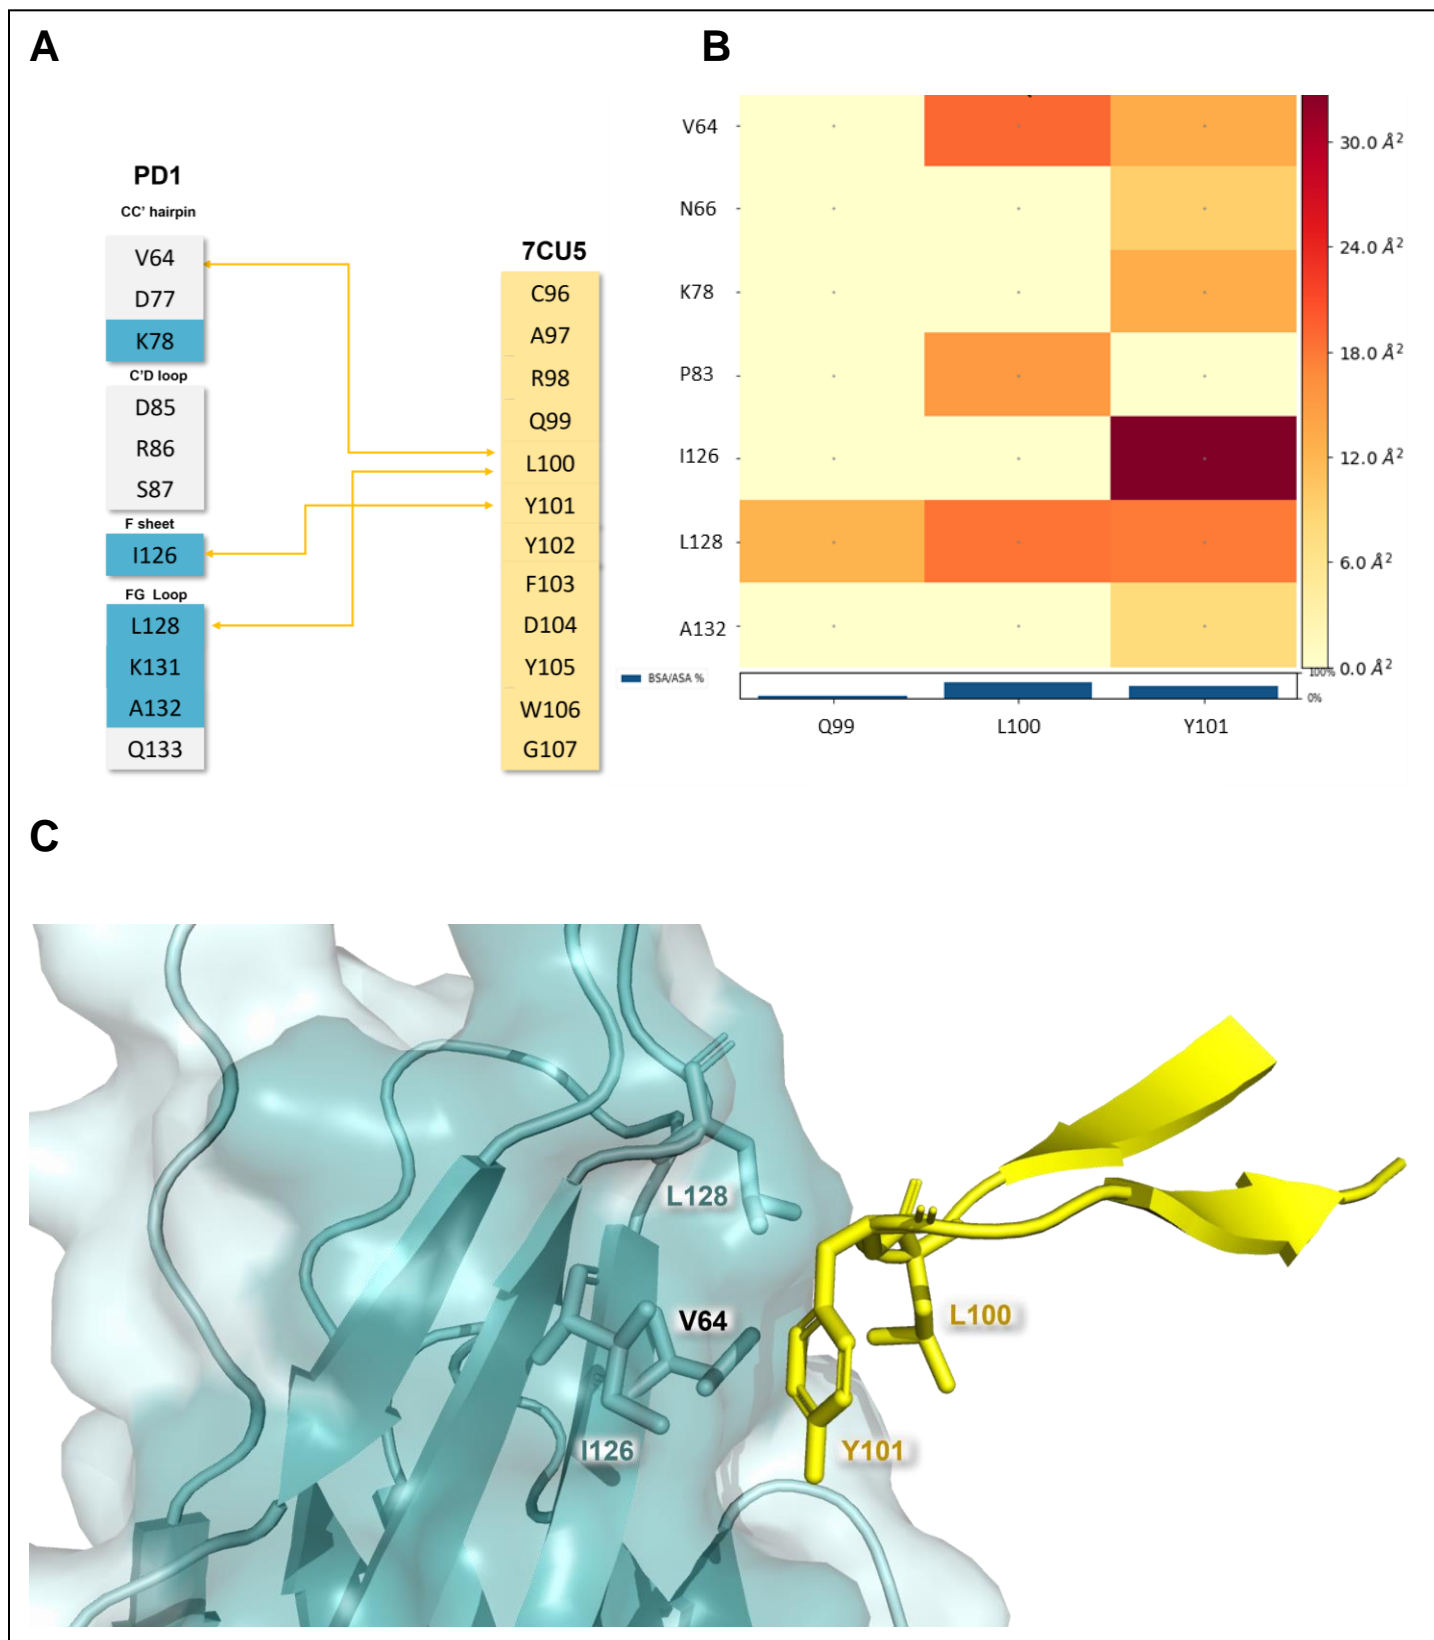 A
B
PD1
CC' hairpin
V64
D77
K78
C'D loop
D85
R86
S87
F sheet
I126
FG Loop
L128
K131
A132
Q133
7CU5
C96
A97
R98
Q99
L100
Y101
Y102
F103
D104
Y105
W106
G107
V64
N66
K78
P83
I126
L128
A132
30.0 Å²
24.0 Å²
18.0 Å²
12.0 Å²
6.0 Å²
0.0 Å²
BSA/ASA %
100%
0%
Q99 L100 Y101
C
L128
V64
L100
I126
Y101